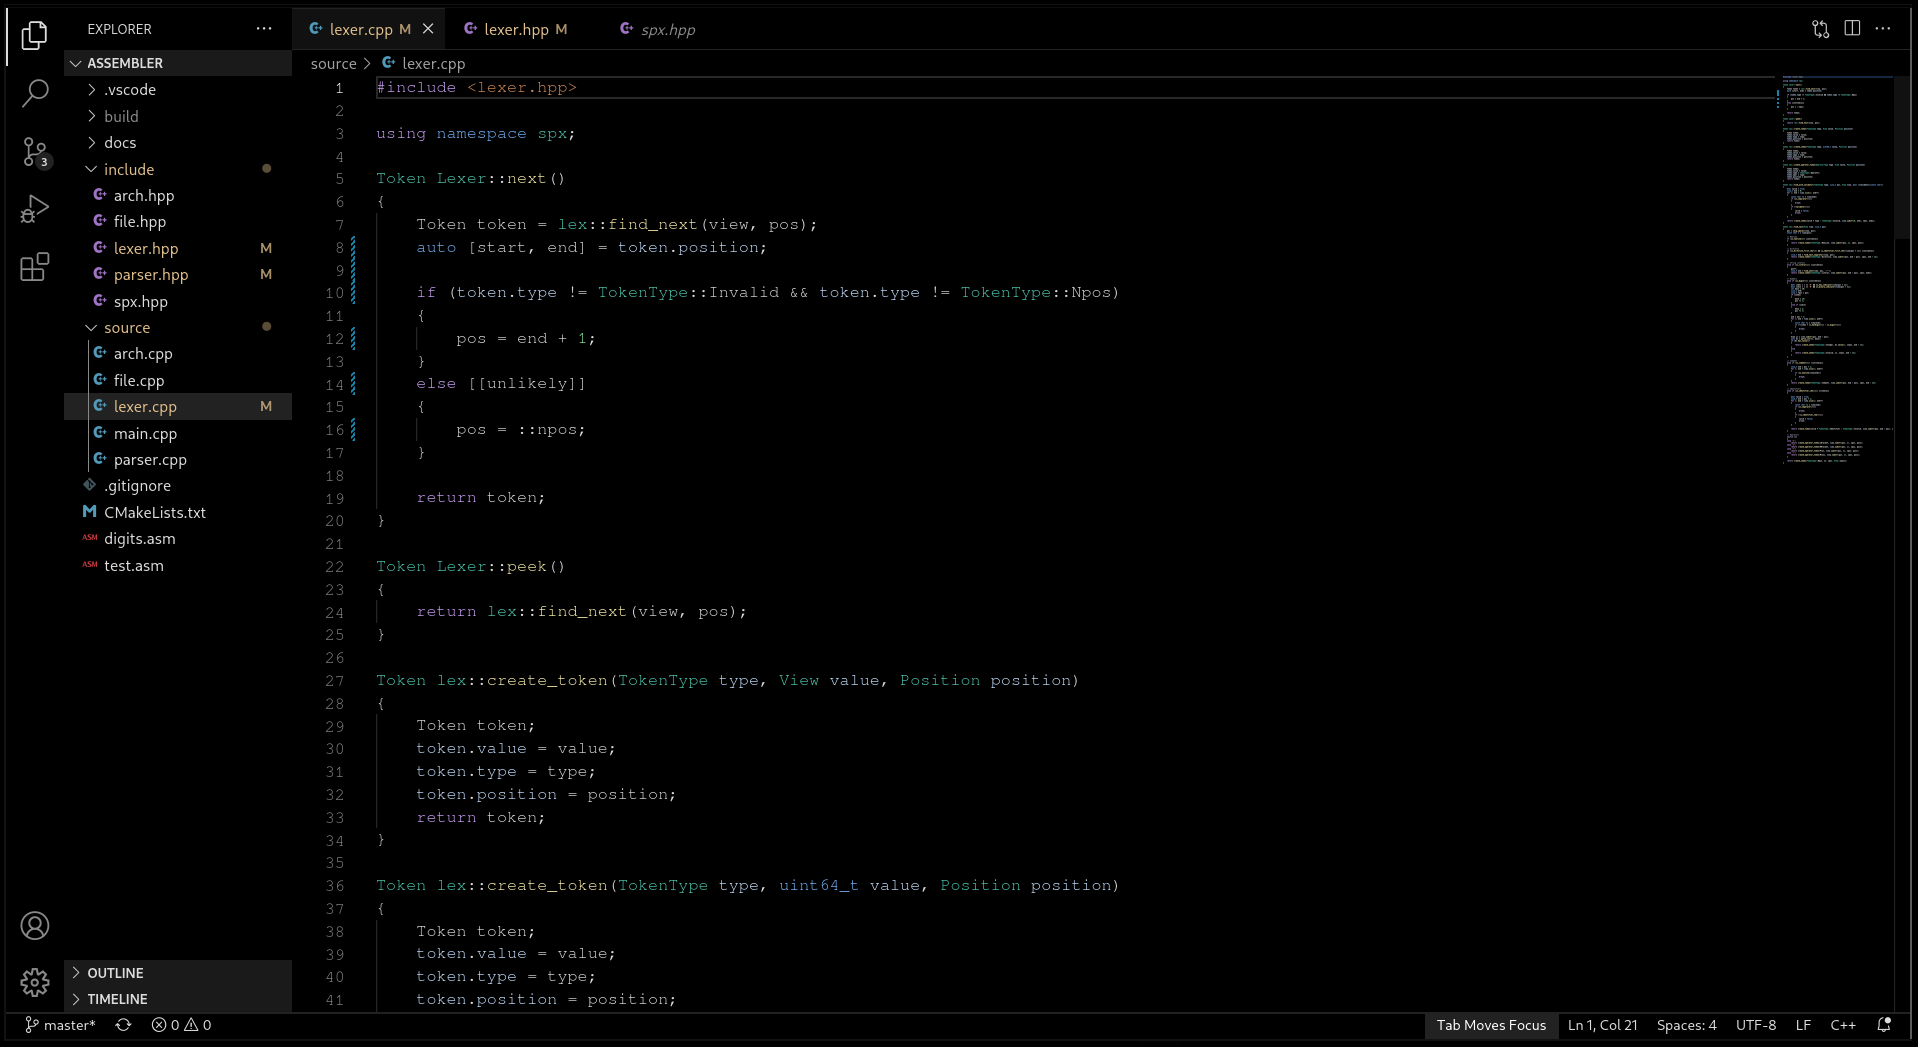 EXPLORER
ASSEMBLER
.vscode
build
docs
include
arch.hpp
file.hpp
lexer.hpp M
parser.hpp M
spx.hpp
source
arch.cpp
file.cpp
lexer.cpp M
main.cpp
parser.cpp
.gitignore
CMakeLists.txt
ASM digits.asm
ASM test.asm
OUTLINE
TIMELINE
3
lexer.cpp M lexer.hpp M spx.hpp
source > lexer.cpp
1 #include <lexer.hpp>
2
3 using namespace spx;
4
5 Token Lexer::next()
6 {
7 Token token = lex::find_next(view, pos);
8 auto [start, end] = token.position;
9
10 if (token.type != TokenType::Invalid && token.type != TokenType::Npos)
11 {
12 pos = end + 1;
13 }
14 else [[unlikely]]
15 {
16 pos = ::npos;
17 }
18
19 return token;
20 }
21
22 Token Lexer::peek()
23 {
24 return lex::find_next(view, pos);
25 }
26
27 Token lex::create_token(TokenType type, View value, Position position)
28 {
29 Token token;
30 token.value = value;
31 token.type = type;
32 token.position = position;
33 return token;
34 }
35
36 Token lex::create_token(TokenType type, uint64_t value, Position position)
37 {
38 Token token;
39 token.value = value;
40 token.type = type;
41 token.position = position;
master* 0 0 Tab Moves Focus Ln 1, Col 21 Spaces: 4 UTF-8 LF C++